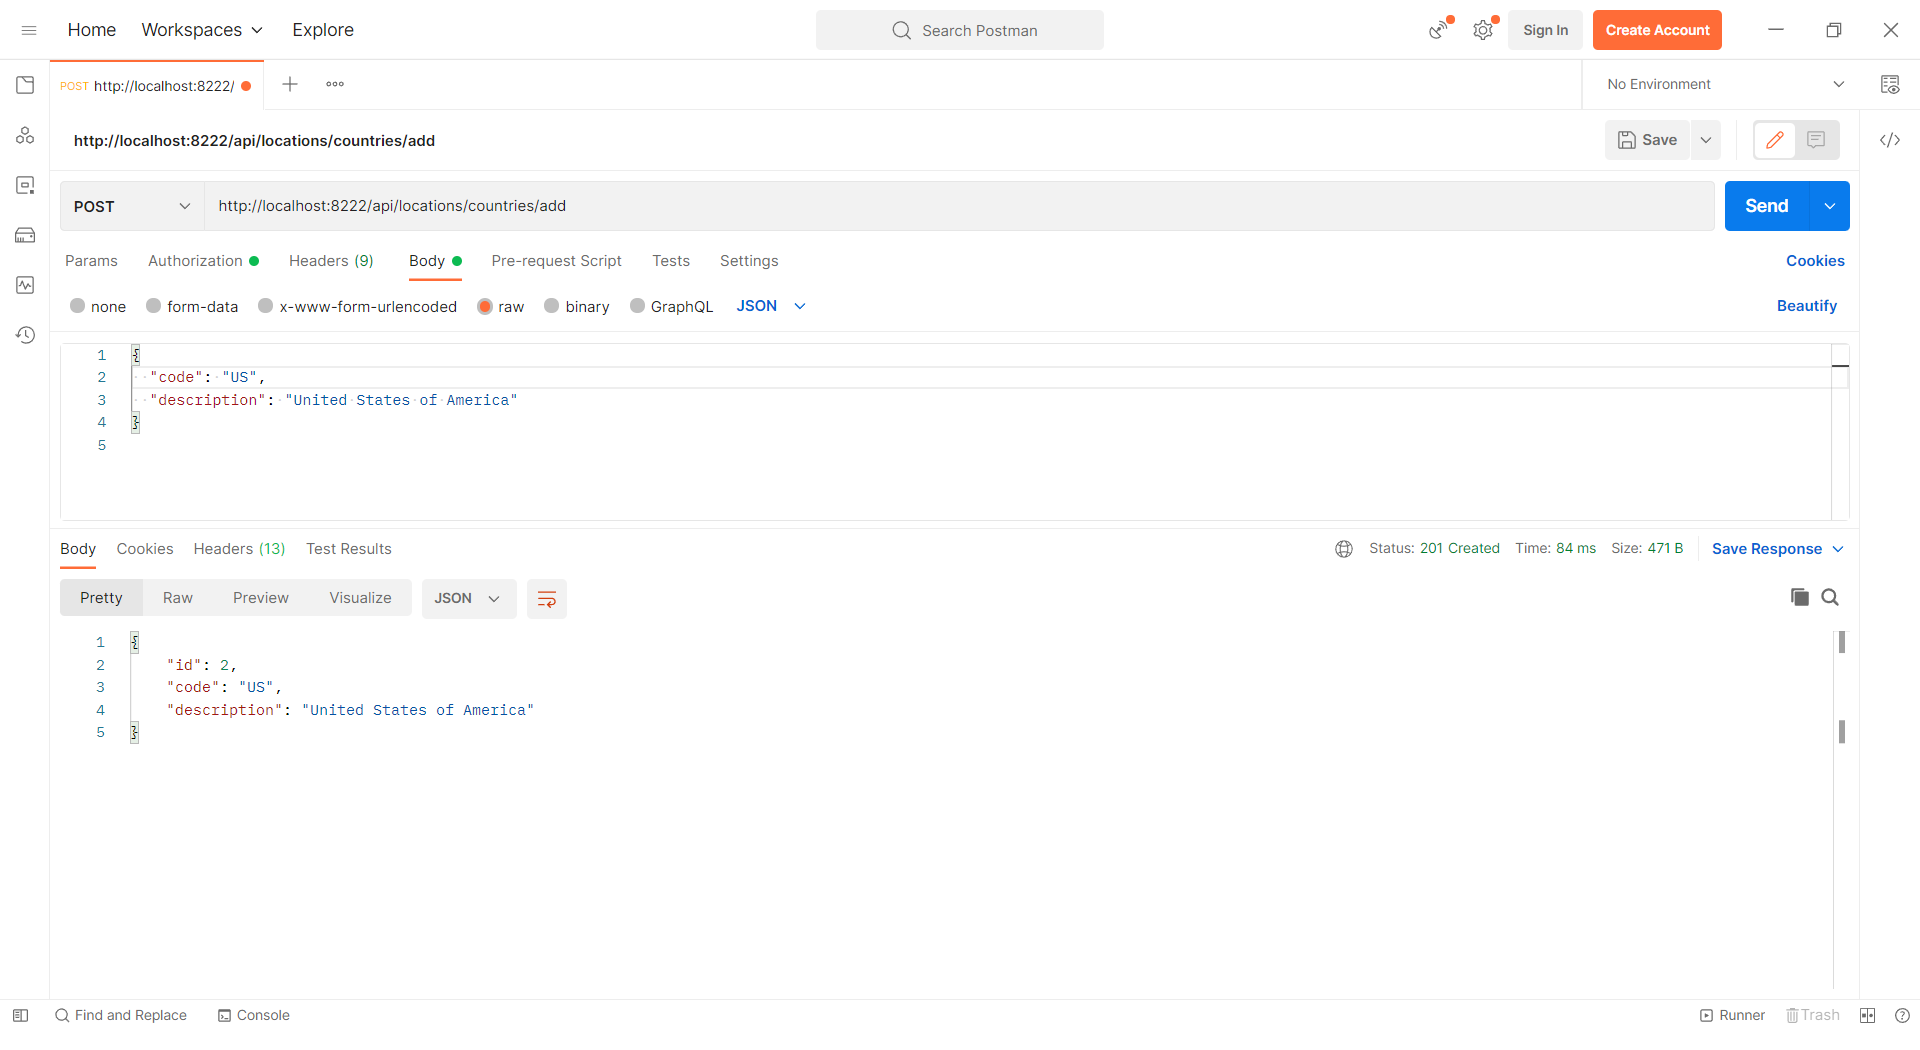 Home Workspaces Explore Search Postman Sign In Create Account
POST http://localhost:8222/ No Environment
http://localhost:8222/api/locations/countries/add Save
POST http://localhost:8222/api/locations/countries/add Send
Params Authorization Headers (9) Body Pre-request Script Tests Settings Cookies
none form-data x-www-form-urlencoded raw binary GraphQL JSON Beautify
1 {
2 "code": "US",
3 "description": "United States of America"
4 }
5
Body Cookies Headers (13) Test Results Status: 201 Created Time: 84 ms Size: 471 B Save Response
Pretty Raw Preview Visualize JSON
1 {
2 "id": 2,
3 "code": "US",
4 "description": "United States of America"
5 }
Find and Replace Console Runner Trash